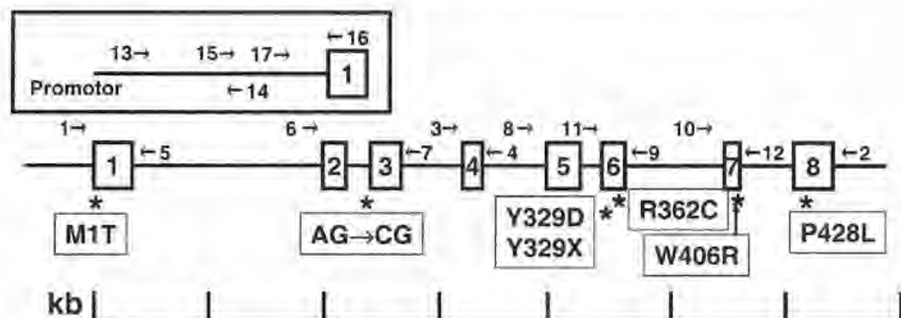 ←16
13→ 15→ 17→ 1
Promotor ←14
1→ 6→ 3→ 8→ 11→ 10→
1 ←5 2 3 ←7 4 ←4 5 6 ←9 7 ←12 8 ←2
* * * * * *
M1T AG→CG Y329D R362C P428L
Y329X W406R
kb